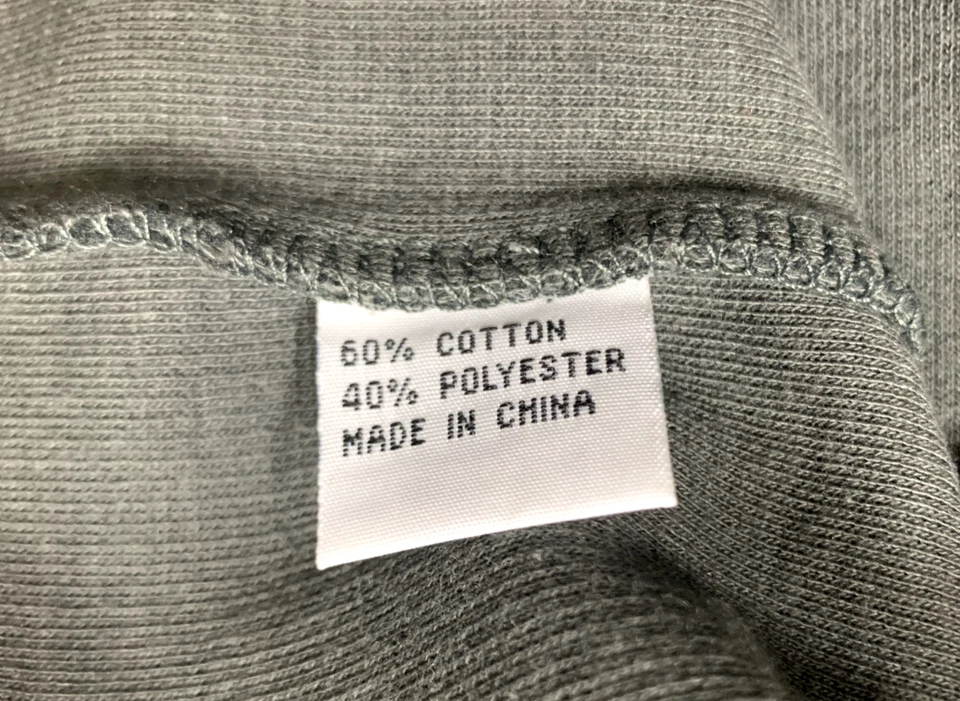 60% COTTON
40% POLYESTER
MADE IN CHINA